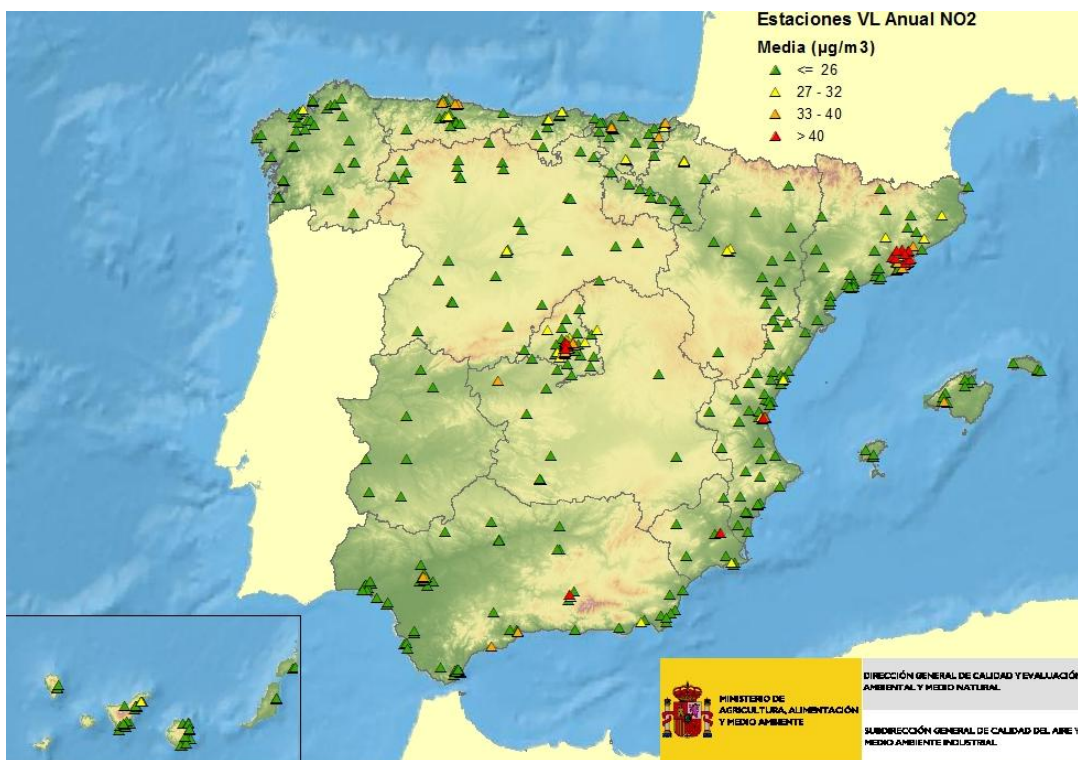 Estaciones VL Anual NO2
Media (µg/m3)
<= 26
27 - 32
33 - 40
> 40
MINISTERIO DE
AGRICULTURA, ALIMENTACIÓN
Y MEDIO AMBIENTE
DIRECCIÓN GENERAL DE CALIDAD Y EVALUACIÓN
AMBIENTAL Y MEDIO NATURAL
SUBDIRECCIÓN GENERAL DE CALIDAD DEL AIRE Y
MEDIO AMBIENTE INDUSTRIAL